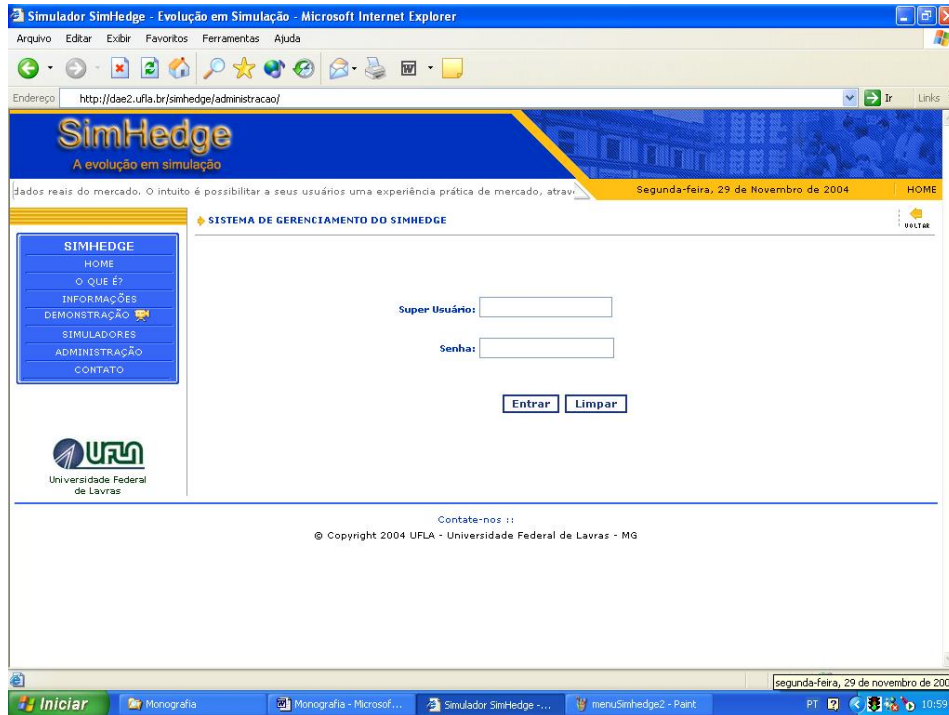 Simulador SimHedge - Evolução em Simulação - Microsoft Internet Explorer
Arquivo Editar Exibir Favoritos Ferramentas Ajuda
Endereço http://dae2.ufla.br/simhedge/administracao/ Ir Links
SimHedge
A evolução em simulação
dados reais do mercado. O intuito é possibilitar a seus usuários uma experiência prática de mercado, atrav
Segunda-feira, 29 de Novembro de 2004 HOME
SISTEMA DE GERENCIAMENTO DO SIMHEDGE
VOLTAR
SIMHEDGE
HOME
O QUE É?
INFORMAÇÕES
DEMONSTRAÇÃO
SIMULADORES
ADMINISTRAÇÃO
CONTATO
Super Usuário:
Senha:
Entrar Limpar
UFLA
Universidade Federal
de Lavras
Contate-nos ::
© Copyright 2004 UFLA - Universidade Federal de Lavras - MG
segunda-feira, 29 de novembro de 200
Iniciar Monografia Monografia - Microsof... Simulador SimHedge -... menuSimhedge2 - Paint PT 10:59